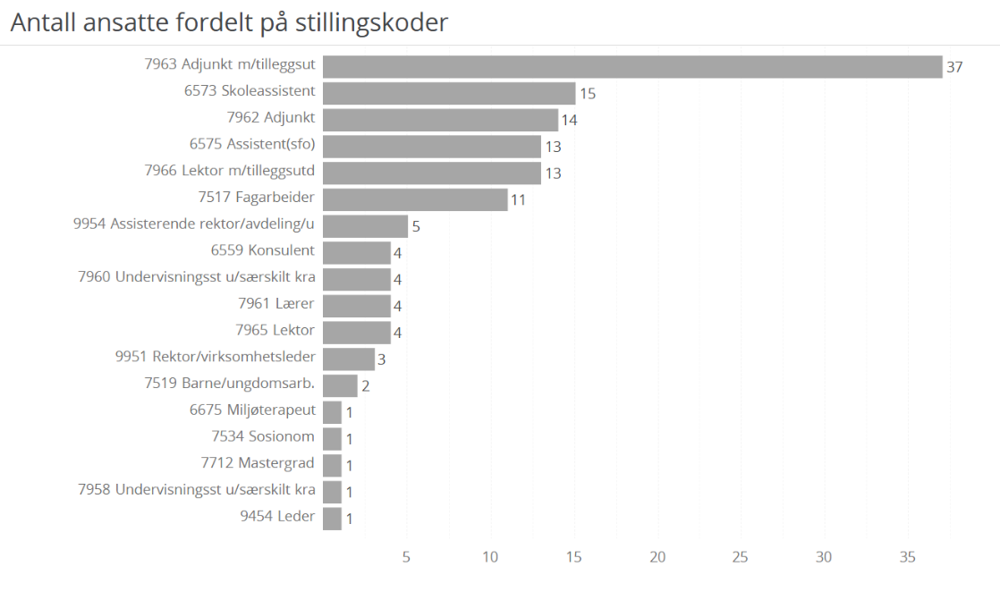 Antall ansatte fordelt på stillingskoder
7963 Adjunkt m/tilleggsut 37
6573 Skoleassistent 15
7962 Adjunkt 14
6575 Assistent(sfo) 13
7966 Lektor m/tilleggsutd 13
7517 Fagarbeider 11
9954 Assisterende rektor/avdeling/u 5
6559 Konsulent 4
7960 Undervisningsst u/særskilt kra 4
7961 Lærer 4
7965 Lektor 4
9951 Rektor/virksomhetsleder 3
7519 Barne/ungdomsarb. 2
6675 Miljøterapeut 1
7534 Sosionom 1
7712 Mastergrad 1
7958 Undervisningsst u/særskilt kra 1
9454 Leder 1
5 10 15 20 25 30 35